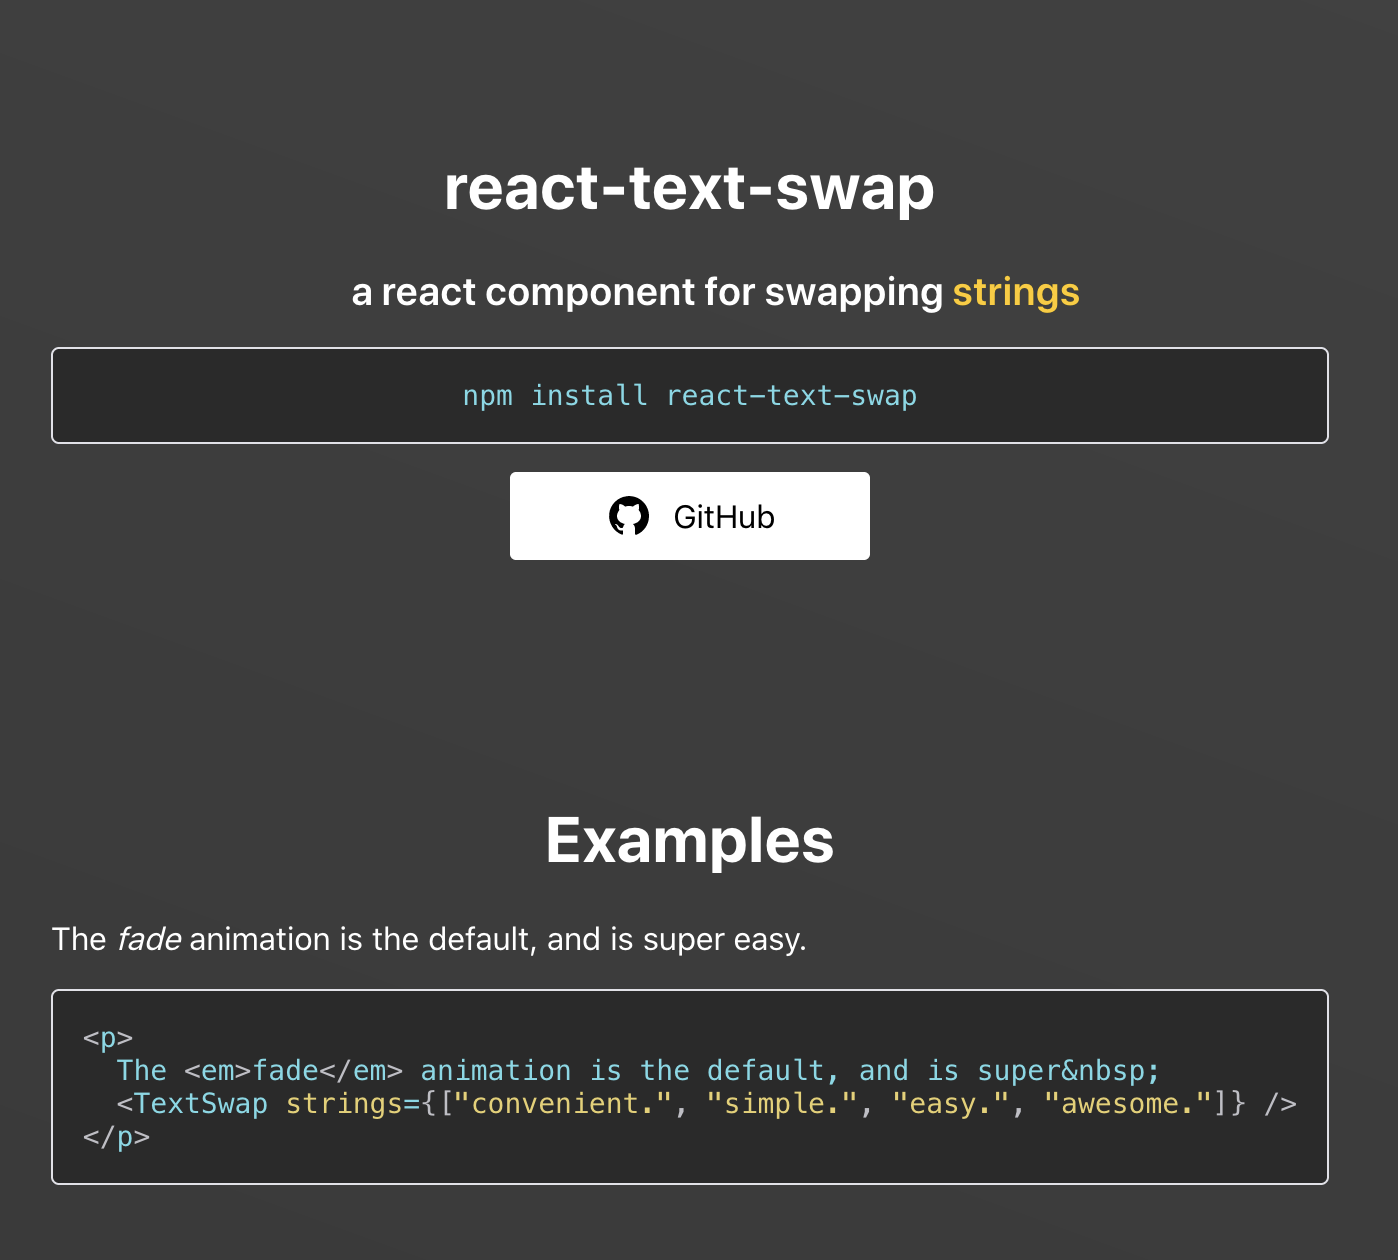 react-text-swap
a react component for swapping strings
npm install react-text-swap
GitHub
Examples
The fade animation is the default, and is super easy.
<p>
  The <em>fade</em> animation is the default, and is super&nbsp;
  <TextSwap strings={["convenient.", "simple.", "easy.", "awesome."]} />
</p>